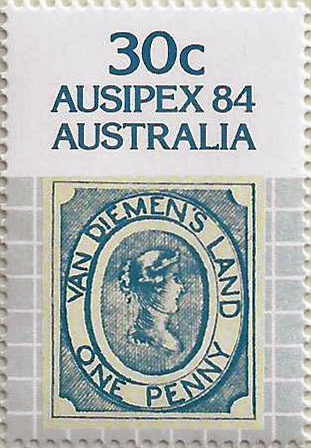 30c
AUSIPEX 84
AUSTRALIA
VAN DIEMEN'S LAND
ONE PENNY